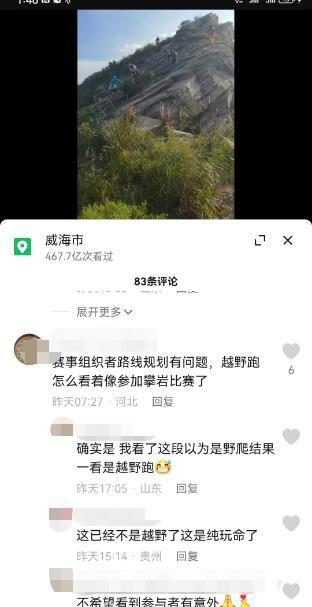 威海市
467.7亿次看过
83条评论
展开更多
赛事组织者路线规划有问题，越野跑
怎么看着像参加攀岩比赛了
昨天07:27 · 河北 回复
6
确实是 我看了这段以为是野爬结果
一看是越野跑😅
昨天17:05 · 山东 回复
这已经不是越野了这是纯玩命了
昨天15:14 · 贵州 回复
不希望看到参与者有意外🙏